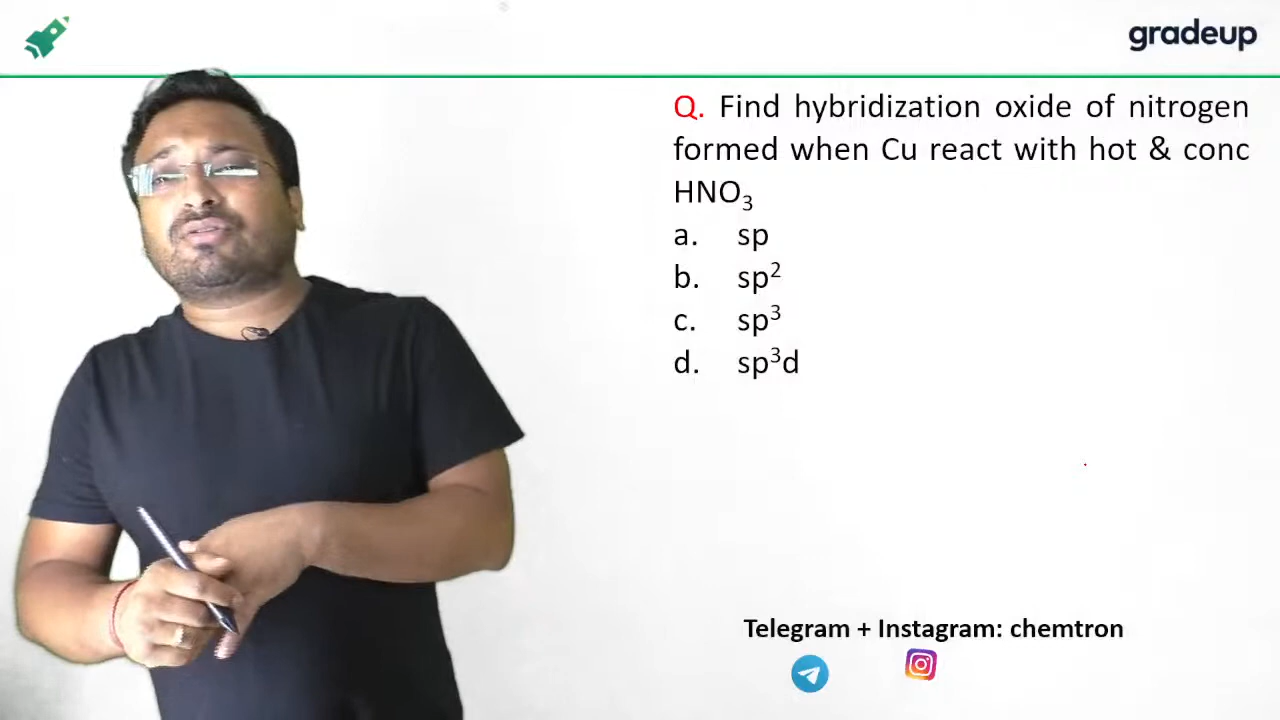 gradeup
Q. Find hybridization oxide of nitrogen
formed when Cu react with hot & conc
HNO₃
a. sp
b. sp²
c. sp³
d. sp³d
Telegram + Instagram: chemtron